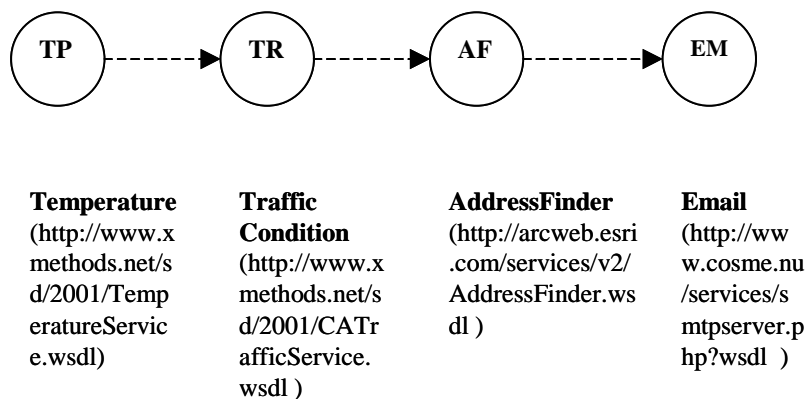 TP
TR
AF
EM
Temperature
(http://www.x
methods.net/s
d/2001/Temp
eratureServic
e.wsdl)
Traffic
Condition
(http://www.x
methods.net/s
d/2001/CATr
afficService.
wsdl )
AddressFinder
(http://arcweb.esri
.com/services/v2/
AddressFinder.ws
dl )
Email
(http://ww
w.cosme.nu
/services/s
mtpserver.p
hp?wsdl  )